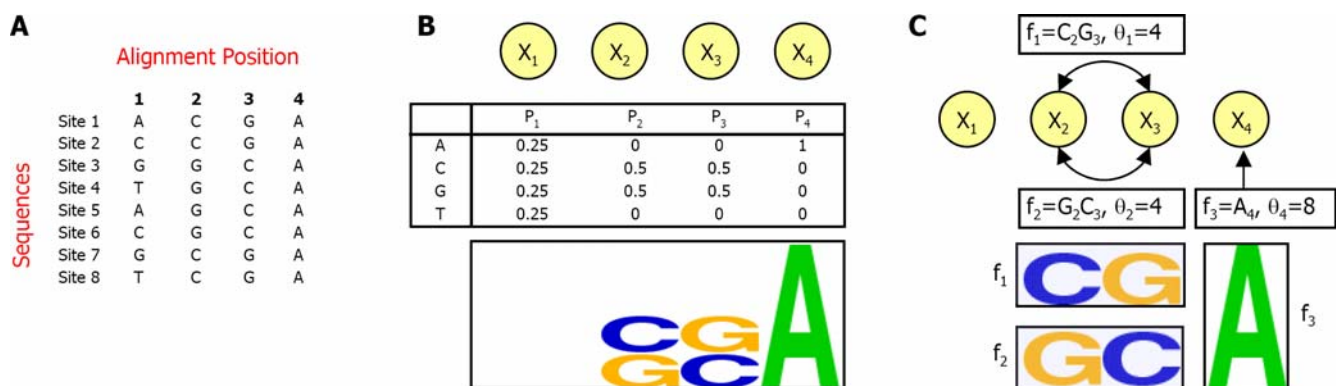 A
Alignment Position
1 2 3 4
Sequences
Site 1 A C G A
Site 2 C C G A
Site 3 G G C A
Site 4 T G C A
Site 5 A G C A
Site 6 C G C A
Site 7 G C G A
Site 8 T C G A
B
X₁ X₂ X₃ X₄
P₁ P₂ P₃ P₄
A 0.25 0 0 1
C 0.25 0.5 0.5 0
G 0.25 0.5 0.5 0
T 0.25 0 0 0
C G A
G C
C
f₁=C₂G₃, θ₁=4
X₁ X₂ X₃ X₄
f₂=G₂C₃, θ₂=4
f₃=A₄, θ₄=8
f₁ CG
f₂ GC
A f₃